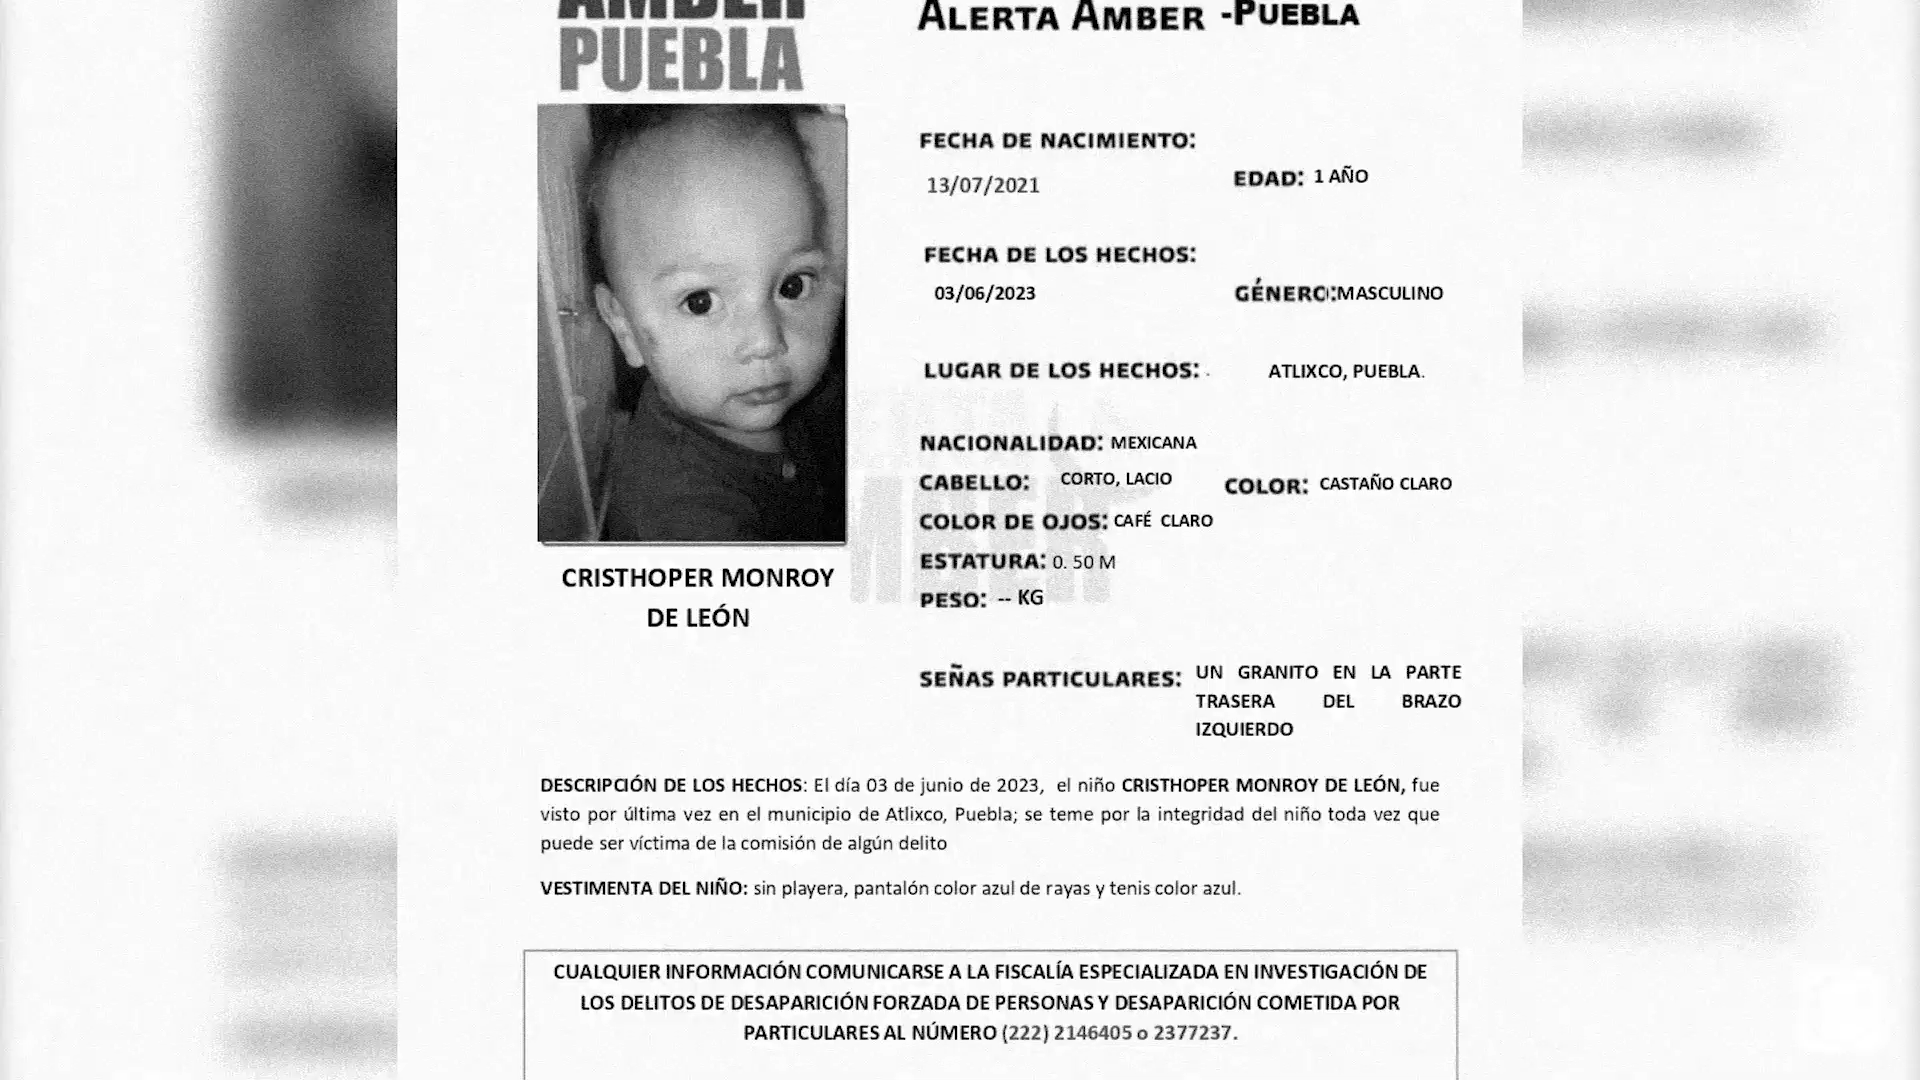 AMBER
PUEBLA
ALERTA AMBER -PUEBLA
FECHA DE NACIMIENTO:
13/07/2021
EDAD: 1 AÑO
FECHA DE LOS HECHOS:
03/06/2023
GÉNERO:MASCULINO
LUGAR DE LOS HECHOS: ATLIXCO, PUEBLA.
NACIONALIDAD: MEXICANA
CABELLO: CORTO, LACIO COLOR: CASTAÑO CLARO
COLOR DE OJOS: CAFÉ CLARO
ESTATURA: 0. 50 M
PESO: -- KG
CRISTHOPER MONROY
DE LEÓN
SEÑAS PARTICULARES: UN GRANITO EN LA PARTE
TRASERA DEL BRAZO
IZQUIERDO
DESCRIPCIÓN DE LOS HECHOS: El día 03 de junio de 2023, el niño CRISTHOPER MONROY DE LEÓN, fue
visto por última vez en el municipio de Atlixco, Puebla; se teme por la integridad del niño toda vez que
puede ser víctima de la comisión de algún delito
VESTIMENTA DEL NIÑO: sin playera, pantalón color azul de rayas y tenis color azul.
CUALQUIER INFORMACIÓN COMUNICARSE A LA FISCALÍA ESPECIALIZADA EN INVESTIGACIÓN DE
LOS DELITOS DE DESAPARICIÓN FORZADA DE PERSONAS Y DESAPARICIÓN COMETIDA POR
PARTICULARES AL NÚMERO (222) 2146405 o 2377237.